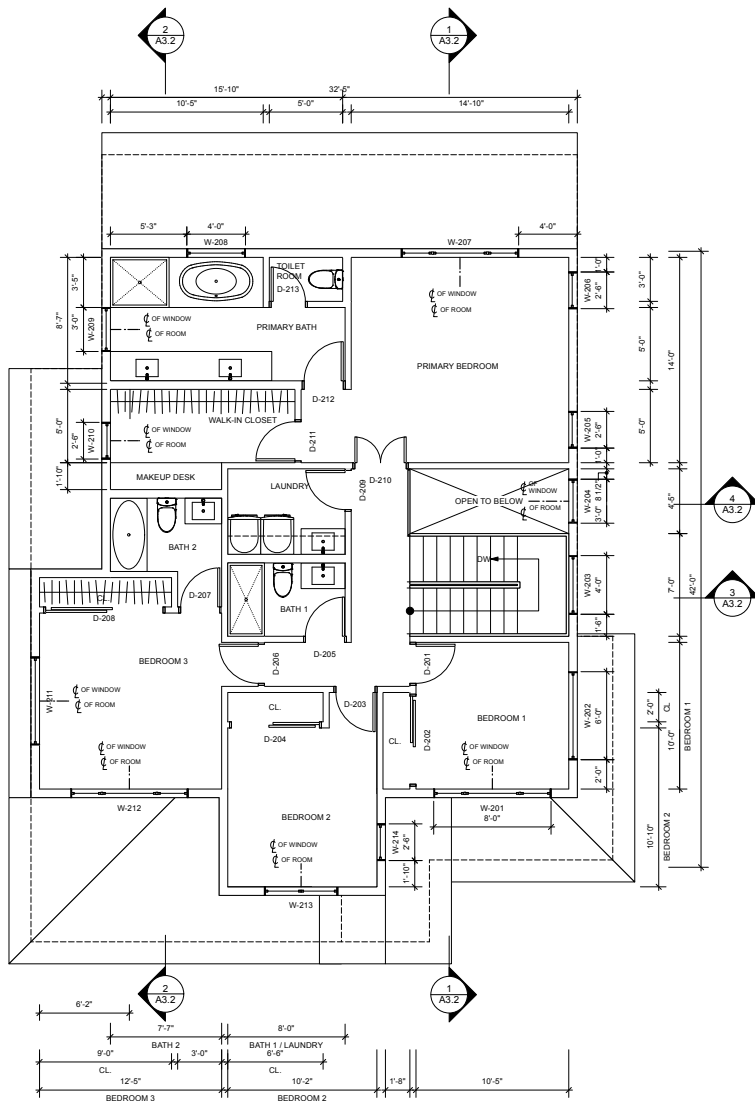 2
A3.2
1
A3.2
15'-10"
32'-5"
10'-5"
5'-0"
14'-10"
5'-3"
4'-0"
4'-0"
W-208
W-207
TOILET
ROOM
D-213
℄ OF WINDOW
℄ OF ROOM
1'-0"
W-206
2'-6"
3'-0"
3'-5"
8'-7"
3'-0"
W-209
℄ OF WINDOW
℄ OF ROOM
PRIMARY BATH
5'-0"
14'-0"
PRIMARY BEDROOM
D-212
WALK-IN CLOSET
5'-0"
2'-6"
W-210
℄ OF WINDOW
℄ OF ROOM
D-211
W-205
2'-6"
1'-0"
5'-0"
1'-10"
MAKEUP DESK
LAUNDRY
D-209
D-210
OPEN TO BELOW
℄ OF WINDOW
℄ OF ROOM
W-204
8 1/2"
3'-0"
4'-5"
4
A3.2
BATH 2
DW
W-203
4'-0"
7'-0"
42'-0"
3
A3.2
CL.
D-207
D-208
BATH 1
1'-6"
D-205
BEDROOM 3
D-206
D-201
W-211
℄ OF WINDOW
℄ OF ROOM
CL.
D-203
D-204
CL.
D-202
BEDROOM 1
W-202
6'-0"
2'-0"
CL.
10'-0"
BEDROOM 1
℄ OF WINDOW
℄ OF ROOM
℄ OF WINDOW
℄ OF ROOM
2'-0"
W-212
W-201
8'-0"
BEDROOM 2
W-214
2'-6"
10'-10"
BEDROOM 2
℄ OF WINDOW
℄ OF ROOM
1'-10"
W-213
2
A3.2
1
A3.2
6'-2"
7'-7"
8'-0"
BATH 2
BATH 1 / LAUNDRY
9'-0"
3'-0"
6'-6"
CL.
CL.
12'-5"
10'-2"
1'-8"
10'-5"
BEDROOM 3
BEDROOM 2